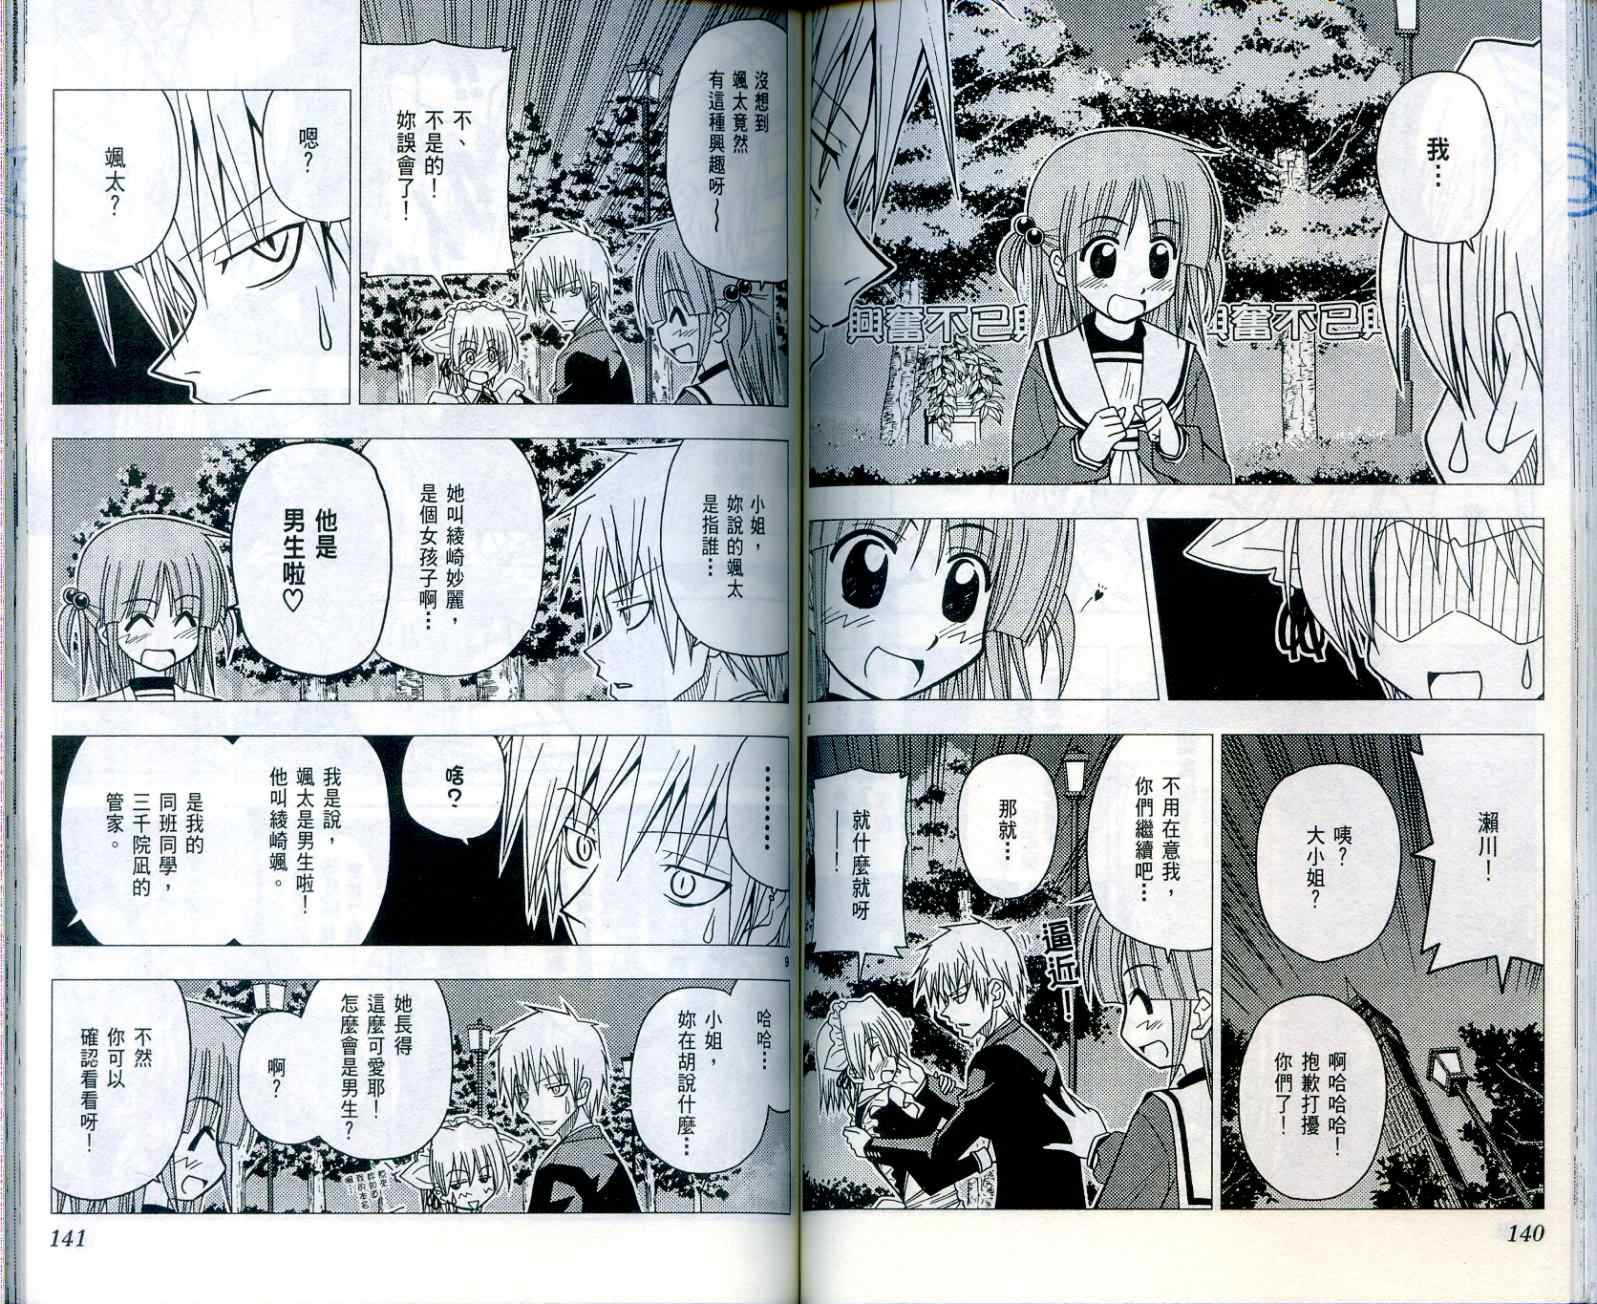 我…
興奮不已興
興奮不已興
瀨川！
咦？
大小姐？
啊哈哈哈！
抱歉打擾
你們了！
不用在意我，
你們繼續吧…
逼近！
那就…
就什麼就呀
——！
140
沒想到
颯太竟然
有這種興趣呀～
不、
不是的！
妳誤會了！
嗯？
颯太？
小姐，
妳說的颯太
是指誰…
她叫綾崎妙麗，
是個女孩子啊…
他是
男生啦♡
………
啥？
我是說，
颯太是男生啦！
他叫綾崎颯。
是我的
同班同學，
三千院凪的
管家。
哈哈…
小姐，
妳在胡說什麼…
她長得
這麼可愛耶！
怎麼會是男生？
啊？
不然
你可以
確認看看呀！
141